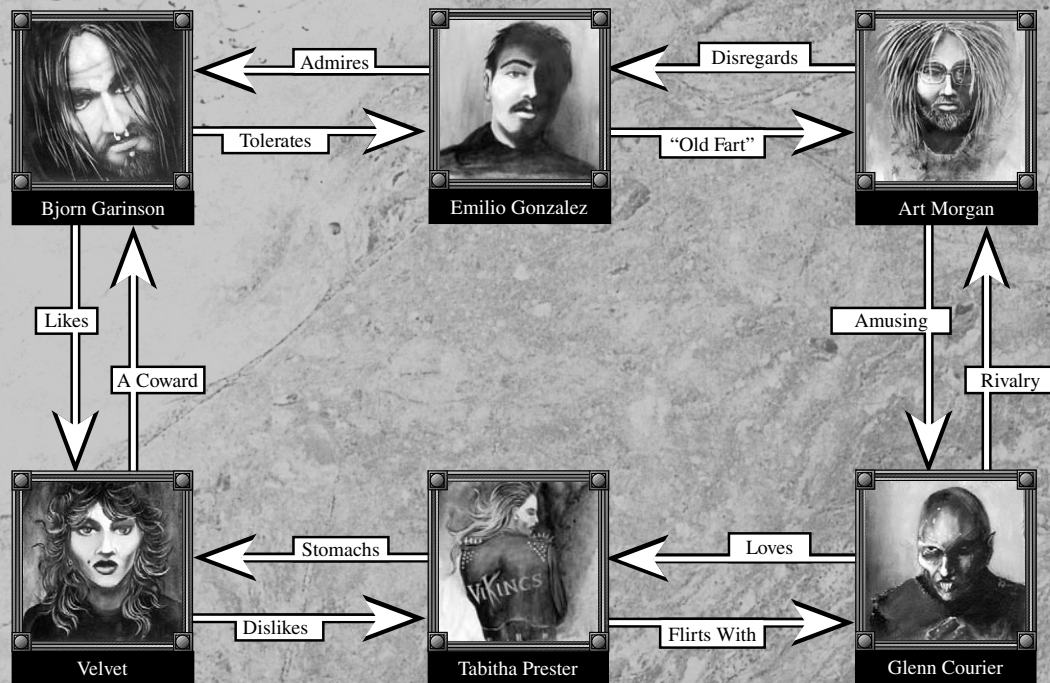 Admires
Disregards
Tolerates
“Old Fart”
Bjorn Garinson
Emilio Gonzalez
Art Morgan
Likes
Amusing
A Coward
Rivalry
Stomachs
Loves
VIKINGS
Dislikes
Flirts With
Velvet
Tabitha Prester
Glenn Courier